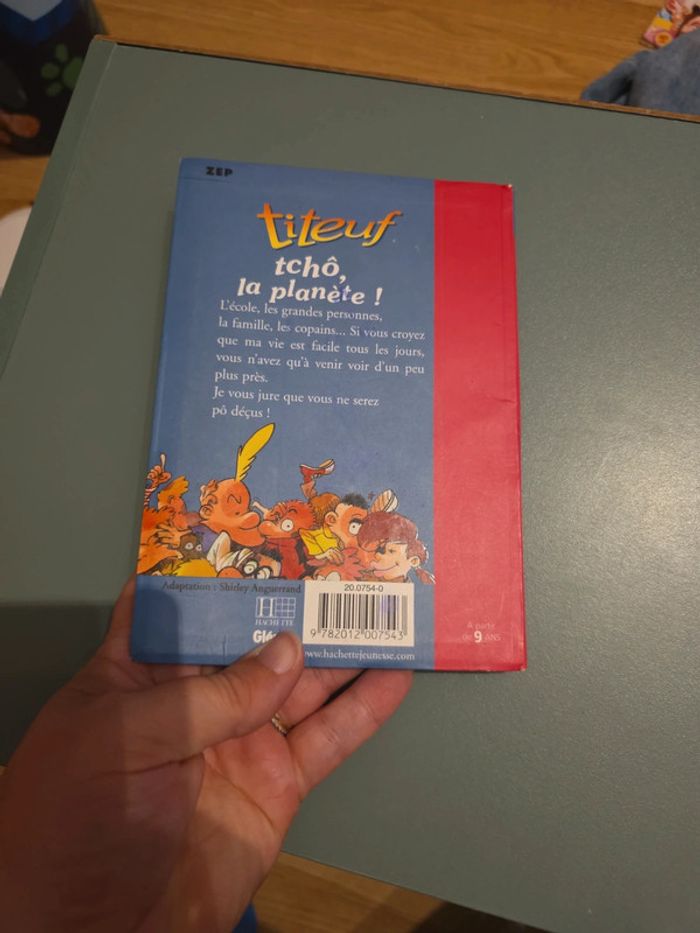 ZEP
titeuf
tchô,
la planète !
L'école, les grandes personnes,
la famille, les copains... Si vous croyez
que ma vie est facile tous les jours,
vous n'avez qu'à venir voir d'un peu
plus près.
Je vous jure que vous ne serez
pô déçus !
Adaptation : Shirley Anguerrand
20.0754-0
H
HACHETTE
9 782012 007543
www.hachettejeunesse.com
A partir
de 9 ANS